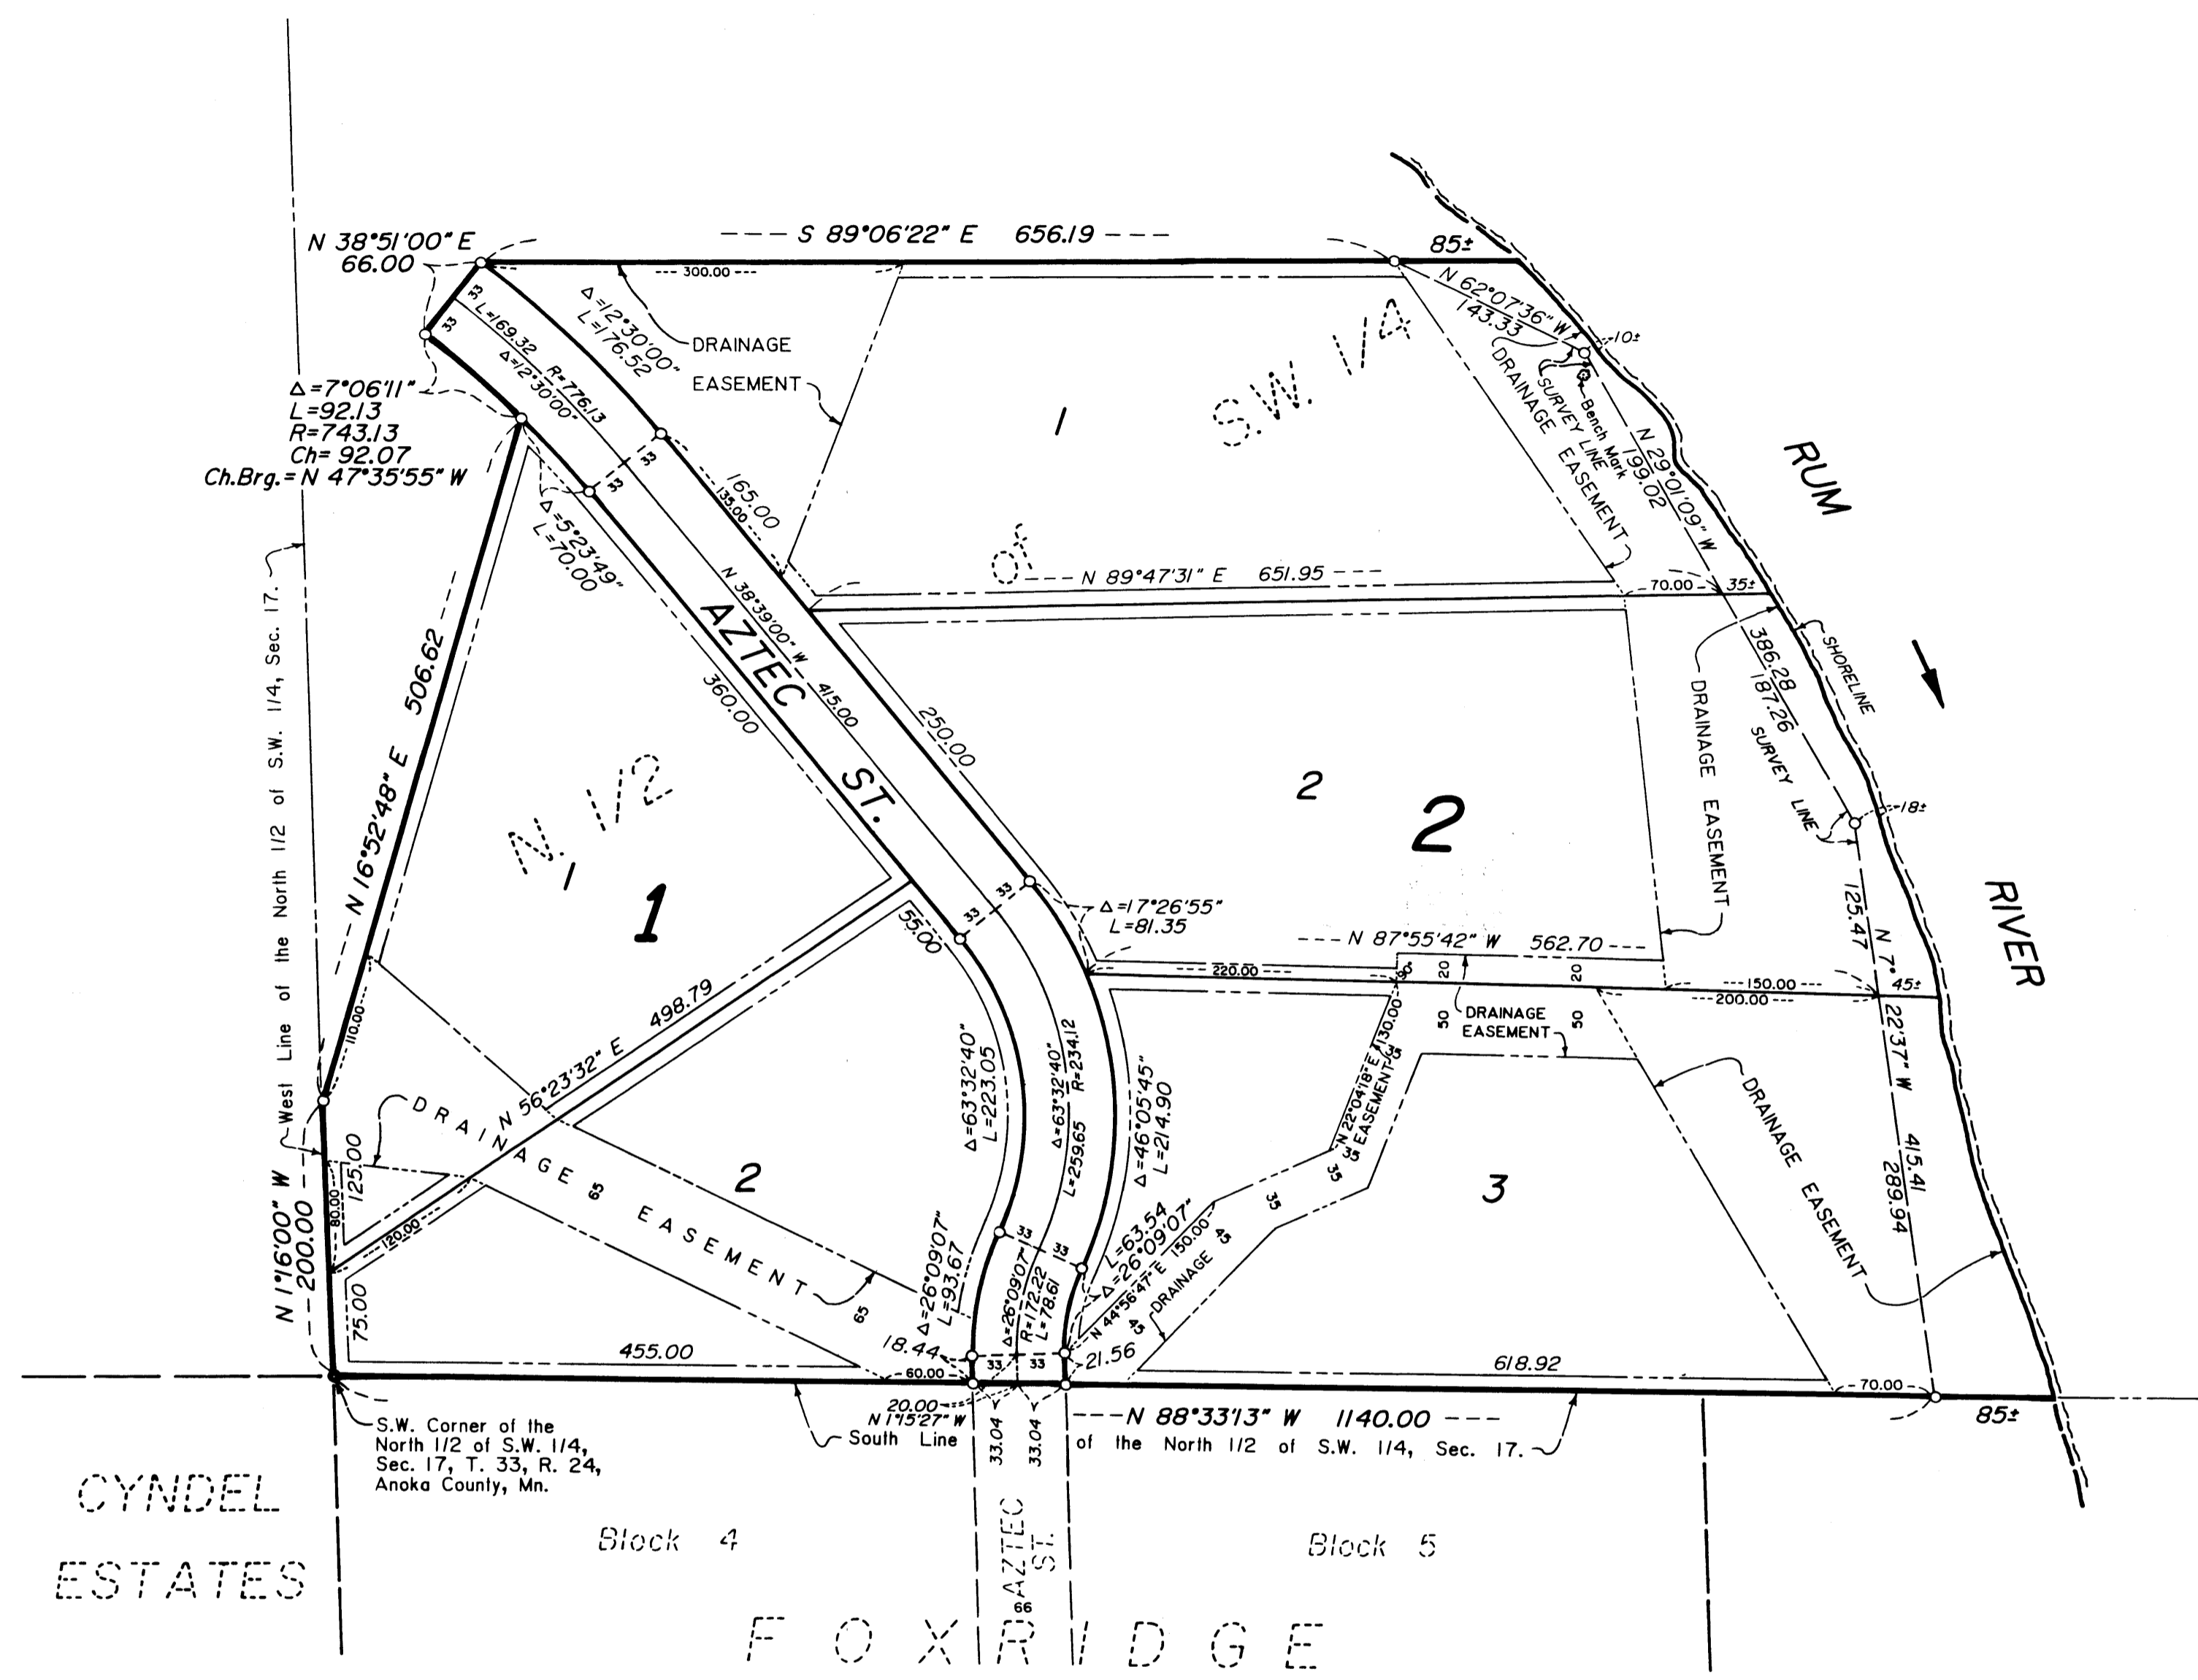 N 38°51'00" E
66.00
--- S 89°06'22" E 656.19 ---
85±
--- 300.00 ---
33
33
L=169.32
R=776.13
Δ=12°30'00"
Δ=12°30'00"
L=176.52
DRAINAGE
EASEMENT
1
S.W. 1/4
N 62°07'36" W
143.33
10±
DRAINAGE EASEMENT
SURVEY LINE
Bench Mark
N 29°01'09" W
199.02
RUM
Δ=7°06'11"
L=92.13
R=743.13
Ch= 92.07
Ch.Brg.= N 47°35'55" W
33
33
165.00
135.00
Δ=5°23'49"
L=70.00
of
--- N 89°47'31" E 651.95 ---
70.00
35±
N 38°39'00" W
415.00
AZTEC ST.
360.00
250.00
N 16°52'48" E 506.62
West Line of the North 1/2 of S.W. 1/4, Sec. 17.
N. 1/2
1
1
2
2
386.28
187.26
SHORELINE
SURVEY LINE
DRAINAGE EASEMENT
18±
RIVER
33
33
55.00
Δ=17°26'55"
L=81.35
--- N 87°55'42" W 562.70 ---
220.00
90°
20
20
--- 150.00 ---
--- 200.00 ---
45±
125.47
N 7° 22'37" W 415.41
289.94
DRAINAGE
EASEMENT
50
50
110.00
N 56°23'32" E 498.79
DRAINAGE EASEMENT
65
65
125.00
80.00
120.00
75.00
N 1°16'00" W
200.00
2
Δ=63°32'40"
L=223.05
Δ=63°32'40"
R=234.12
L=259.65
Δ=46°05'45"
L=214.90
N 22°04'18" E 130.00
EASEMENT
35
35
35
35
3
DRAINAGE EASEMENT
33
33
Δ=26°09'07"
L=93.67
Δ=26°09'07"
R=172.22
L=78.61
L=63.54
Δ=26°09'07"
N 44°56'47" E 150.00
DRAINAGE
45
45
18.44
33
33
21.56
455.00
60.00
618.92
70.00
85±
20.00
N 1°15'27" W
--- N 88°33'13" W 1140.00 ---
South Line of the North 1/2 of S.W. 1/4, Sec. 17.
33.04
33.04
S.W. Corner of the
North 1/2 of S.W. 1/4,
Sec. 17, T. 33, R. 24,
Anoka County, Mn.
CYNDEL
ESTATES
Block 4
AZTEC
ST.
66
Block 5
FOXRIDGE